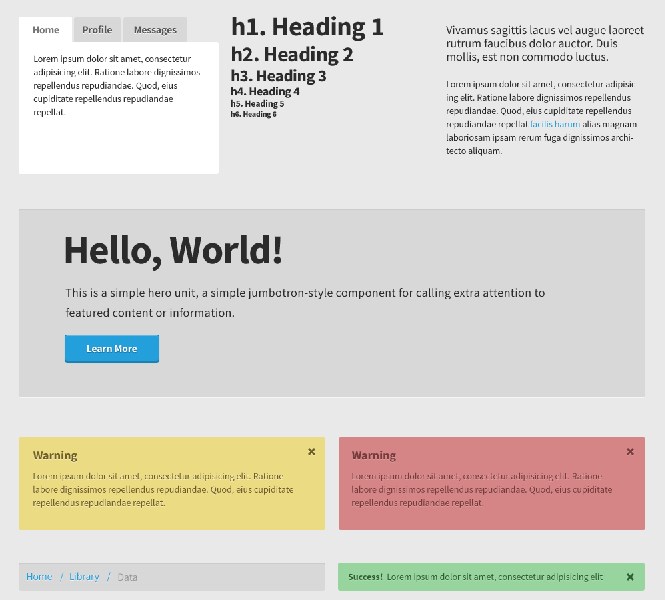 Home
Profile
Messages
Lorem ipsum dolor sit amet, consectetur
adipisicing elit. Ratione labore dignissimos
repellendus repudiandae. Quod, eius
cupiditate repellendus repudiandae
repellat.
h1. Heading 1
h2. Heading 2
h3. Heading 3
h4. Heading 4
h5. Heading 5
h6. Heading 6
Vivamus sagittis lacus vel augue laoreet
rutrum faucibus dolor auctor. Duis
mollis, est non commodo luctus.
Lorem ipsum dolor sit amet, consectetur adipisic-
ing elit. Ratione labore dignissimos repellendus
repudiandae. Quod, eius cupiditate repellendus
repudiandae repellat facilis harum alias magnam
laboriosam ipsam rerum fuga dignissimos archi-
tecto aliquam.
Hello, World!
This is a simple hero unit, a simple jumbotron-style component for calling extra attention to
featured content or information.
Learn More
Warning
Lorem ipsum dolor sit amet, consectetur adipisicing elit. Ratione
labore dignissimos repellendus repudiandae. Quod, eius cupiditate
repellendus repudiandae repellat.
Warning
Lorem ipsum dolor sit amet, consectetur adipisicing elit. Ratione
labore dignissimos repellendus repudiandae. Quod, eius cupiditate
repellendus repudiandae repellat.
Home / Library / Data
Success! Lorem ipsum dolor sit amet, consectetur adipisicing elit